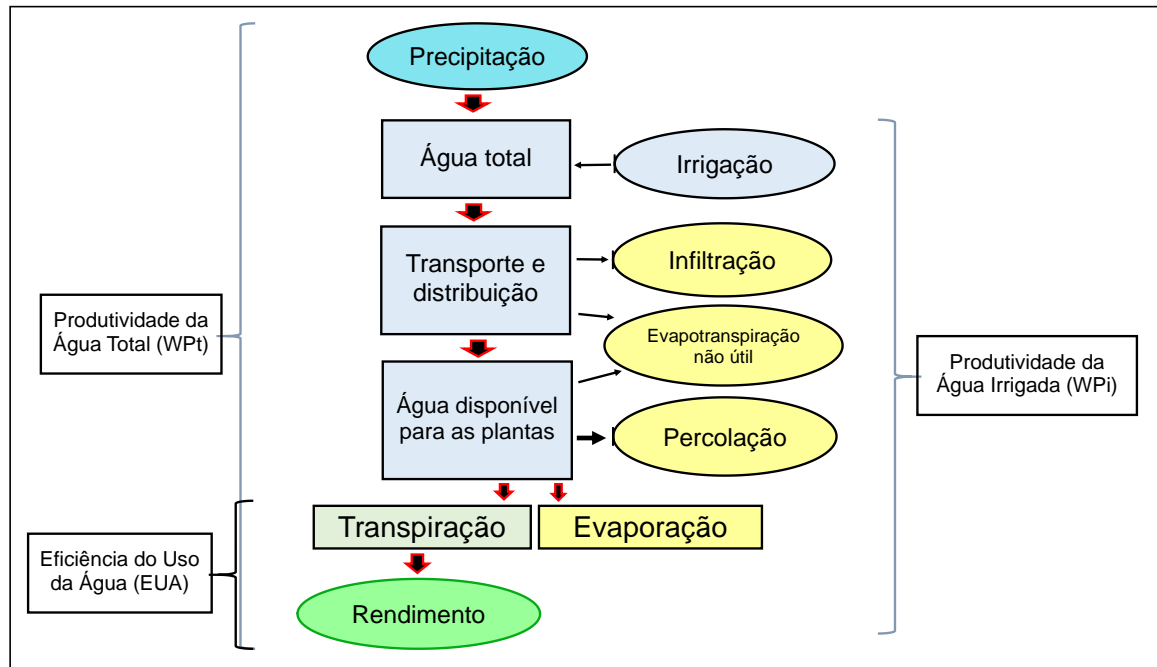 Precipitação
Água total
Irrigação
Transporte e
distribuição
Infiltração
Evapotranspiração
não útil
Produtividade da
Água Total (WPt)
Produtividade da
Água Irrigada (WPi)
Água disponível
para as plantas
Percolação
Transpiração
Evaporação
Eficiência do Uso
da Água (EUA)
Rendimento